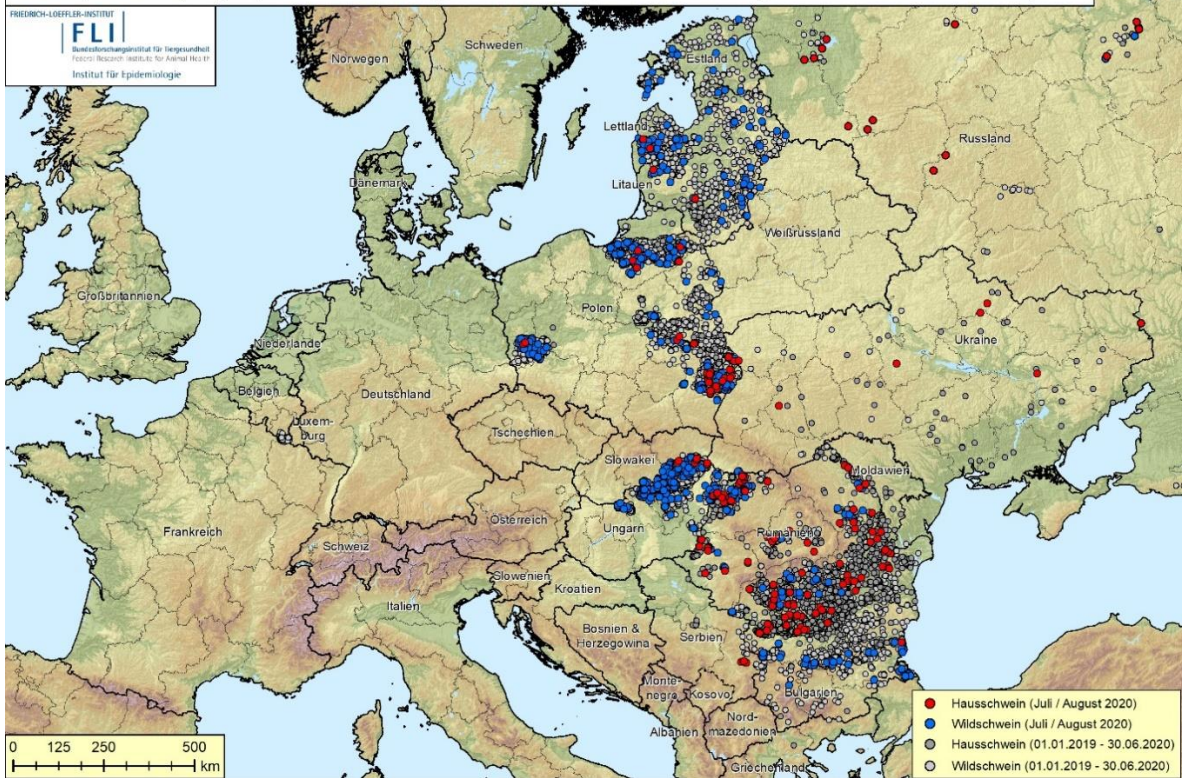 FRIEDRICH-LOEFFLER-INSTITUT
FLI
Bundesforschungsinstitut für Tiergesundheit
Federal Research Institute for Animal Health
Institut für Epidemiologie
Norwegen
Schweden
Estland
Lettland
Russland
Dänemark
Litauen
Weißrussland
Großbritannien
Polen
Niederlande
Ukraine
Belgien
Deutschland
Luxem-
burg
Tschechien
Slowakei
Moldawien
Frankreich
Österreich
Ungarn
Rumänien
Schweiz
Slowenien
Kroatien
Italien
Bosnien &
Herzegowina
Serbien
Monte-
negro
Kosovo
Bulgarien
Nord-
mazedonien
Albanien
Griechenland
Hausschwein (Juli / August 2020)
Wildschwein (Juli / August 2020)
Hausschwein (01.01.2019 - 30.06.2020)
Wildschwein (01.01.2019 - 30.06.2020)
0 125 250 500
km